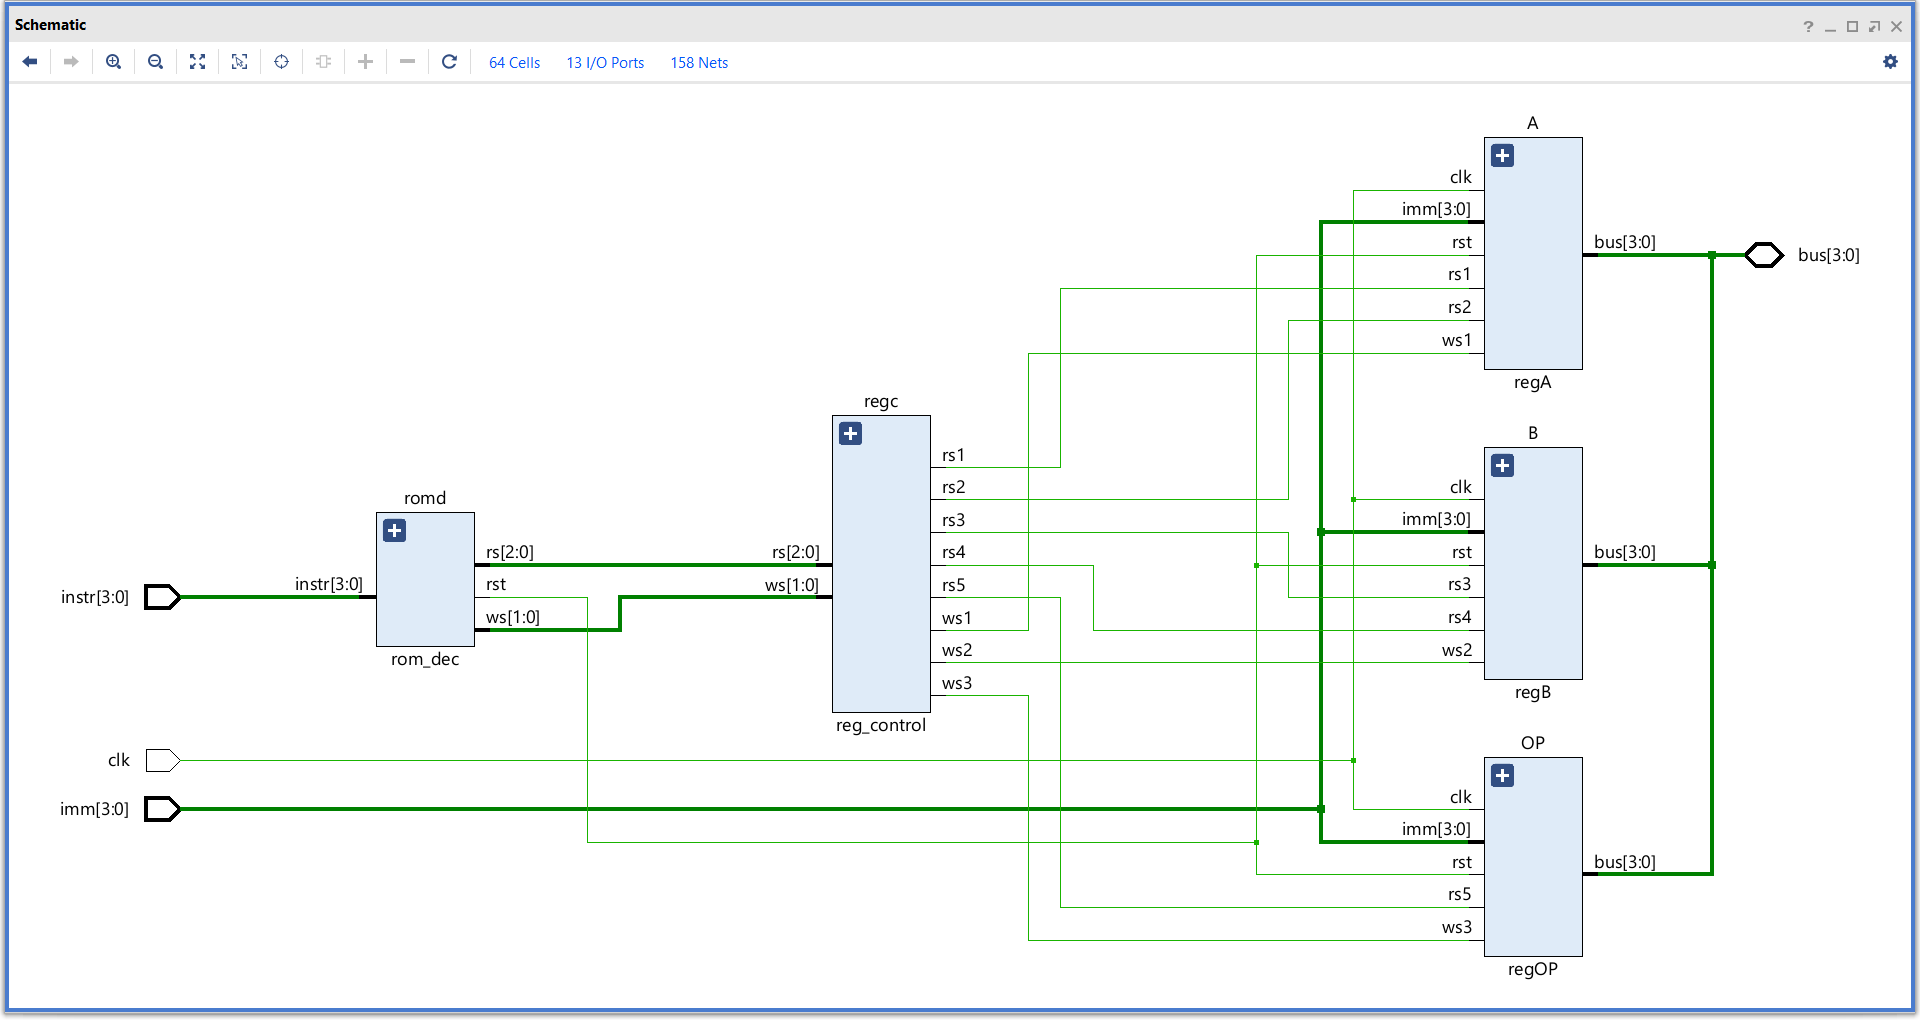 Schematic
64 Cells 13 I/O Ports 158 Nets
A
clk
imm[3:0]
rst
rs1
rs2
ws1
bus[3:0]
regA
bus[3:0]
regc
rs[2:0]
ws[1:0]
rs1
rs2
rs3
rs4
rs5
ws1
ws2
ws3
reg_control
B
clk
imm[3:0]
rst
rs3
rs4
ws2
bus[3:0]
regB
romd
instr[3:0]
instr[3:0]
rs[2:0]
rst
ws[1:0]
rom_dec
clk
imm[3:0]
OP
clk
imm[3:0]
rst
rs5
ws3
bus[3:0]
regOP